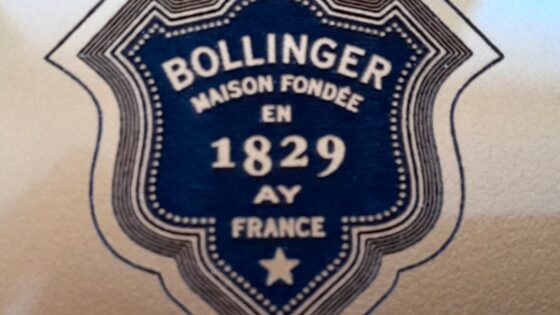 BOLLINGER
MAISON FONDÉE
EN
1829
AY
FRANCE